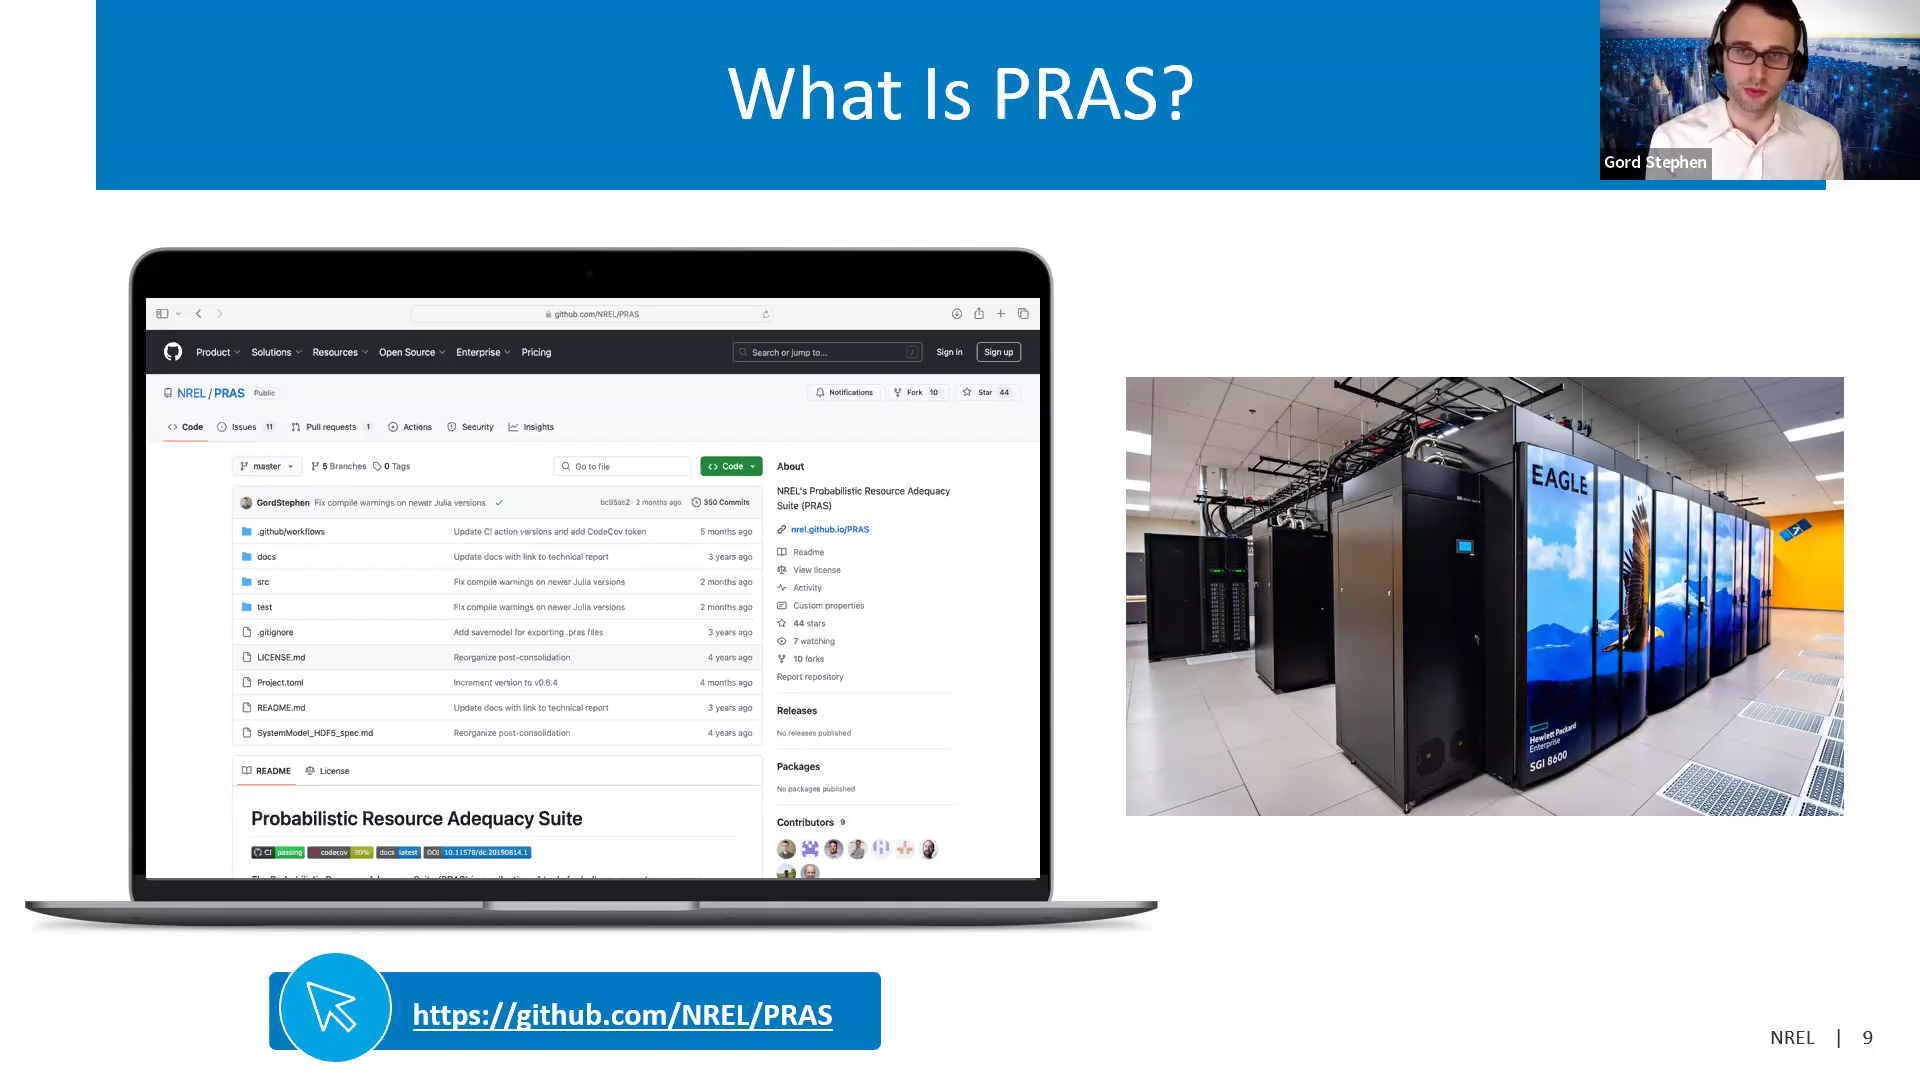 What Is PRAS?
Gord Stephen
github.com/NREL/PRAS
Product Solutions Resources Open Source Enterprise Pricing
Search or jump to... /
Sign in Sign up
NREL / PRAS Public
Notifications Fork 10 Star 44
Code Issues 11 Pull requests 1 Actions Security Insights
master 5 Branches 0 Tags
Go to file
Code
GordStephen Fix compile warnings on newer Julia versions
bc95ac2 · 2 months ago 350 Commits
.github/workflows Update CI action versions and add CodeCov token 5 months ago
docs Update docs with link to technical report 3 years ago
src Fix compile warnings on newer Julia versions 2 months ago
test Fix compile warnings on newer Julia versions 2 months ago
.gitignore Add savemodel for exporting .pras files 3 years ago
LICENSE.md Reorganize post-consolidation 4 years ago
Project.toml Increment version to v0.6.4 4 months ago
README.md Update docs with link to technical report 3 years ago
SystemModel_HDF5_spec.md Reorganize post-consolidation 4 years ago
README License
Probabilistic Resource Adequacy Suite
CI passing codecov 90% docs latest DOI 10.11578/dc.20190814.1
About
NREL's Probabilistic Resource Adequacy
Suite (PRAS)
nrel.github.io/PRAS
Readme
View license
Activity
Custom properties
44 stars
7 watching
10 forks
Report repository
Releases
No releases published
Packages
No packages published
Contributors 9
EAGLE
Hewlett Packard
Enterprise
SGI 8600
https://github.com/NREL/PRAS
NREL | 9